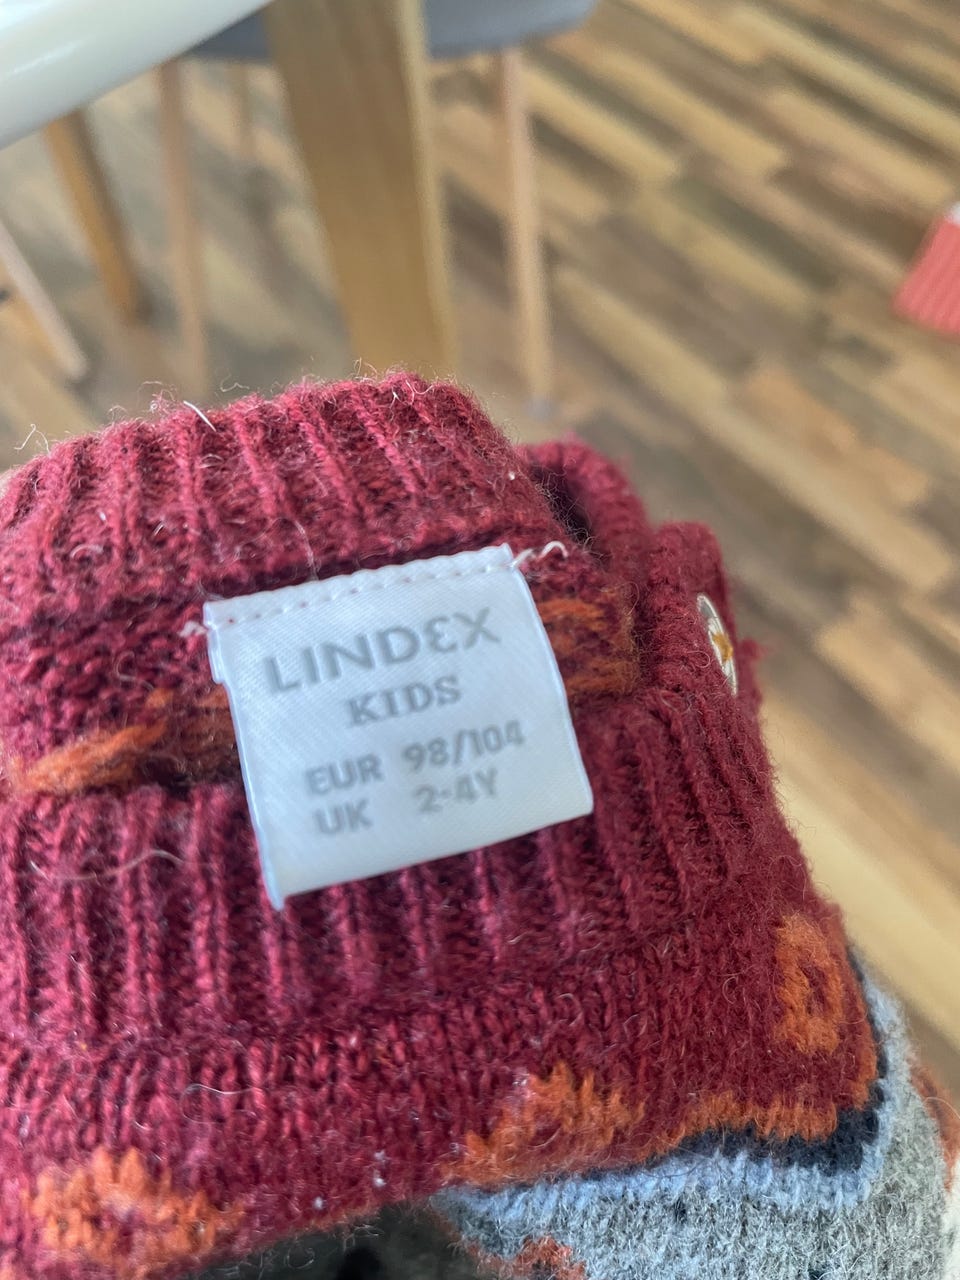 LINDEX
KIDS
EUR 98/104
UK 2-4Y